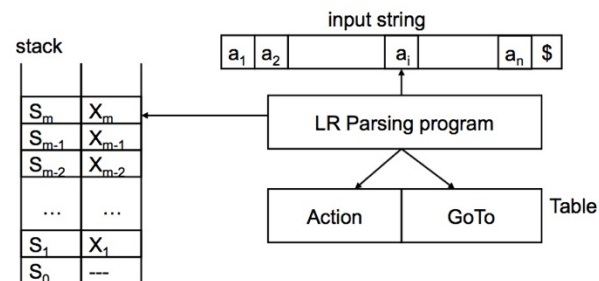 input string
stack
a1 a2 ai an $
Sm Xm
LR Parsing program
Sm-1 Xm-1
Sm-2 Xm-2
... ...
Action GoTo Table
S1 X1
S0 ---